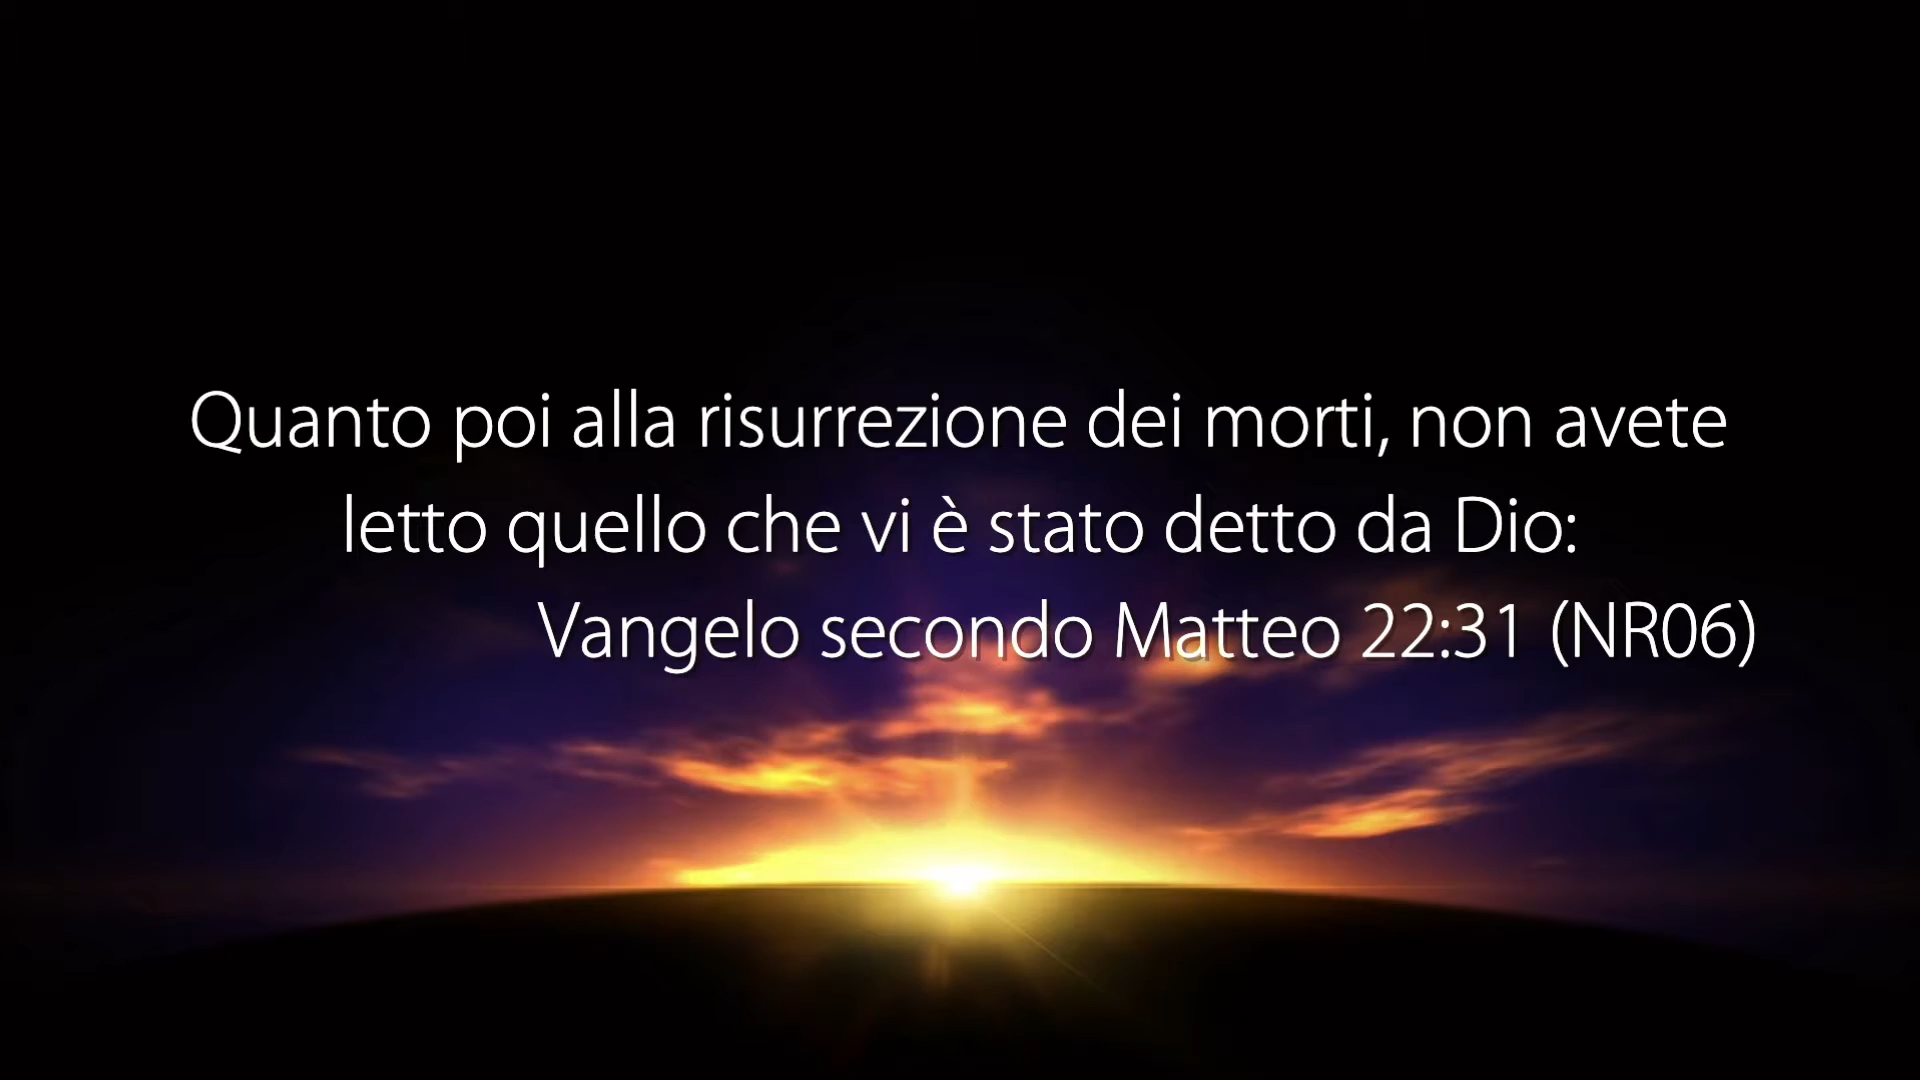 Quanto poi alla risurrezione dei morti, non avete
letto quello che vi è stato detto da Dio:
Vangelo secondo Matteo 22:31 (NR06)